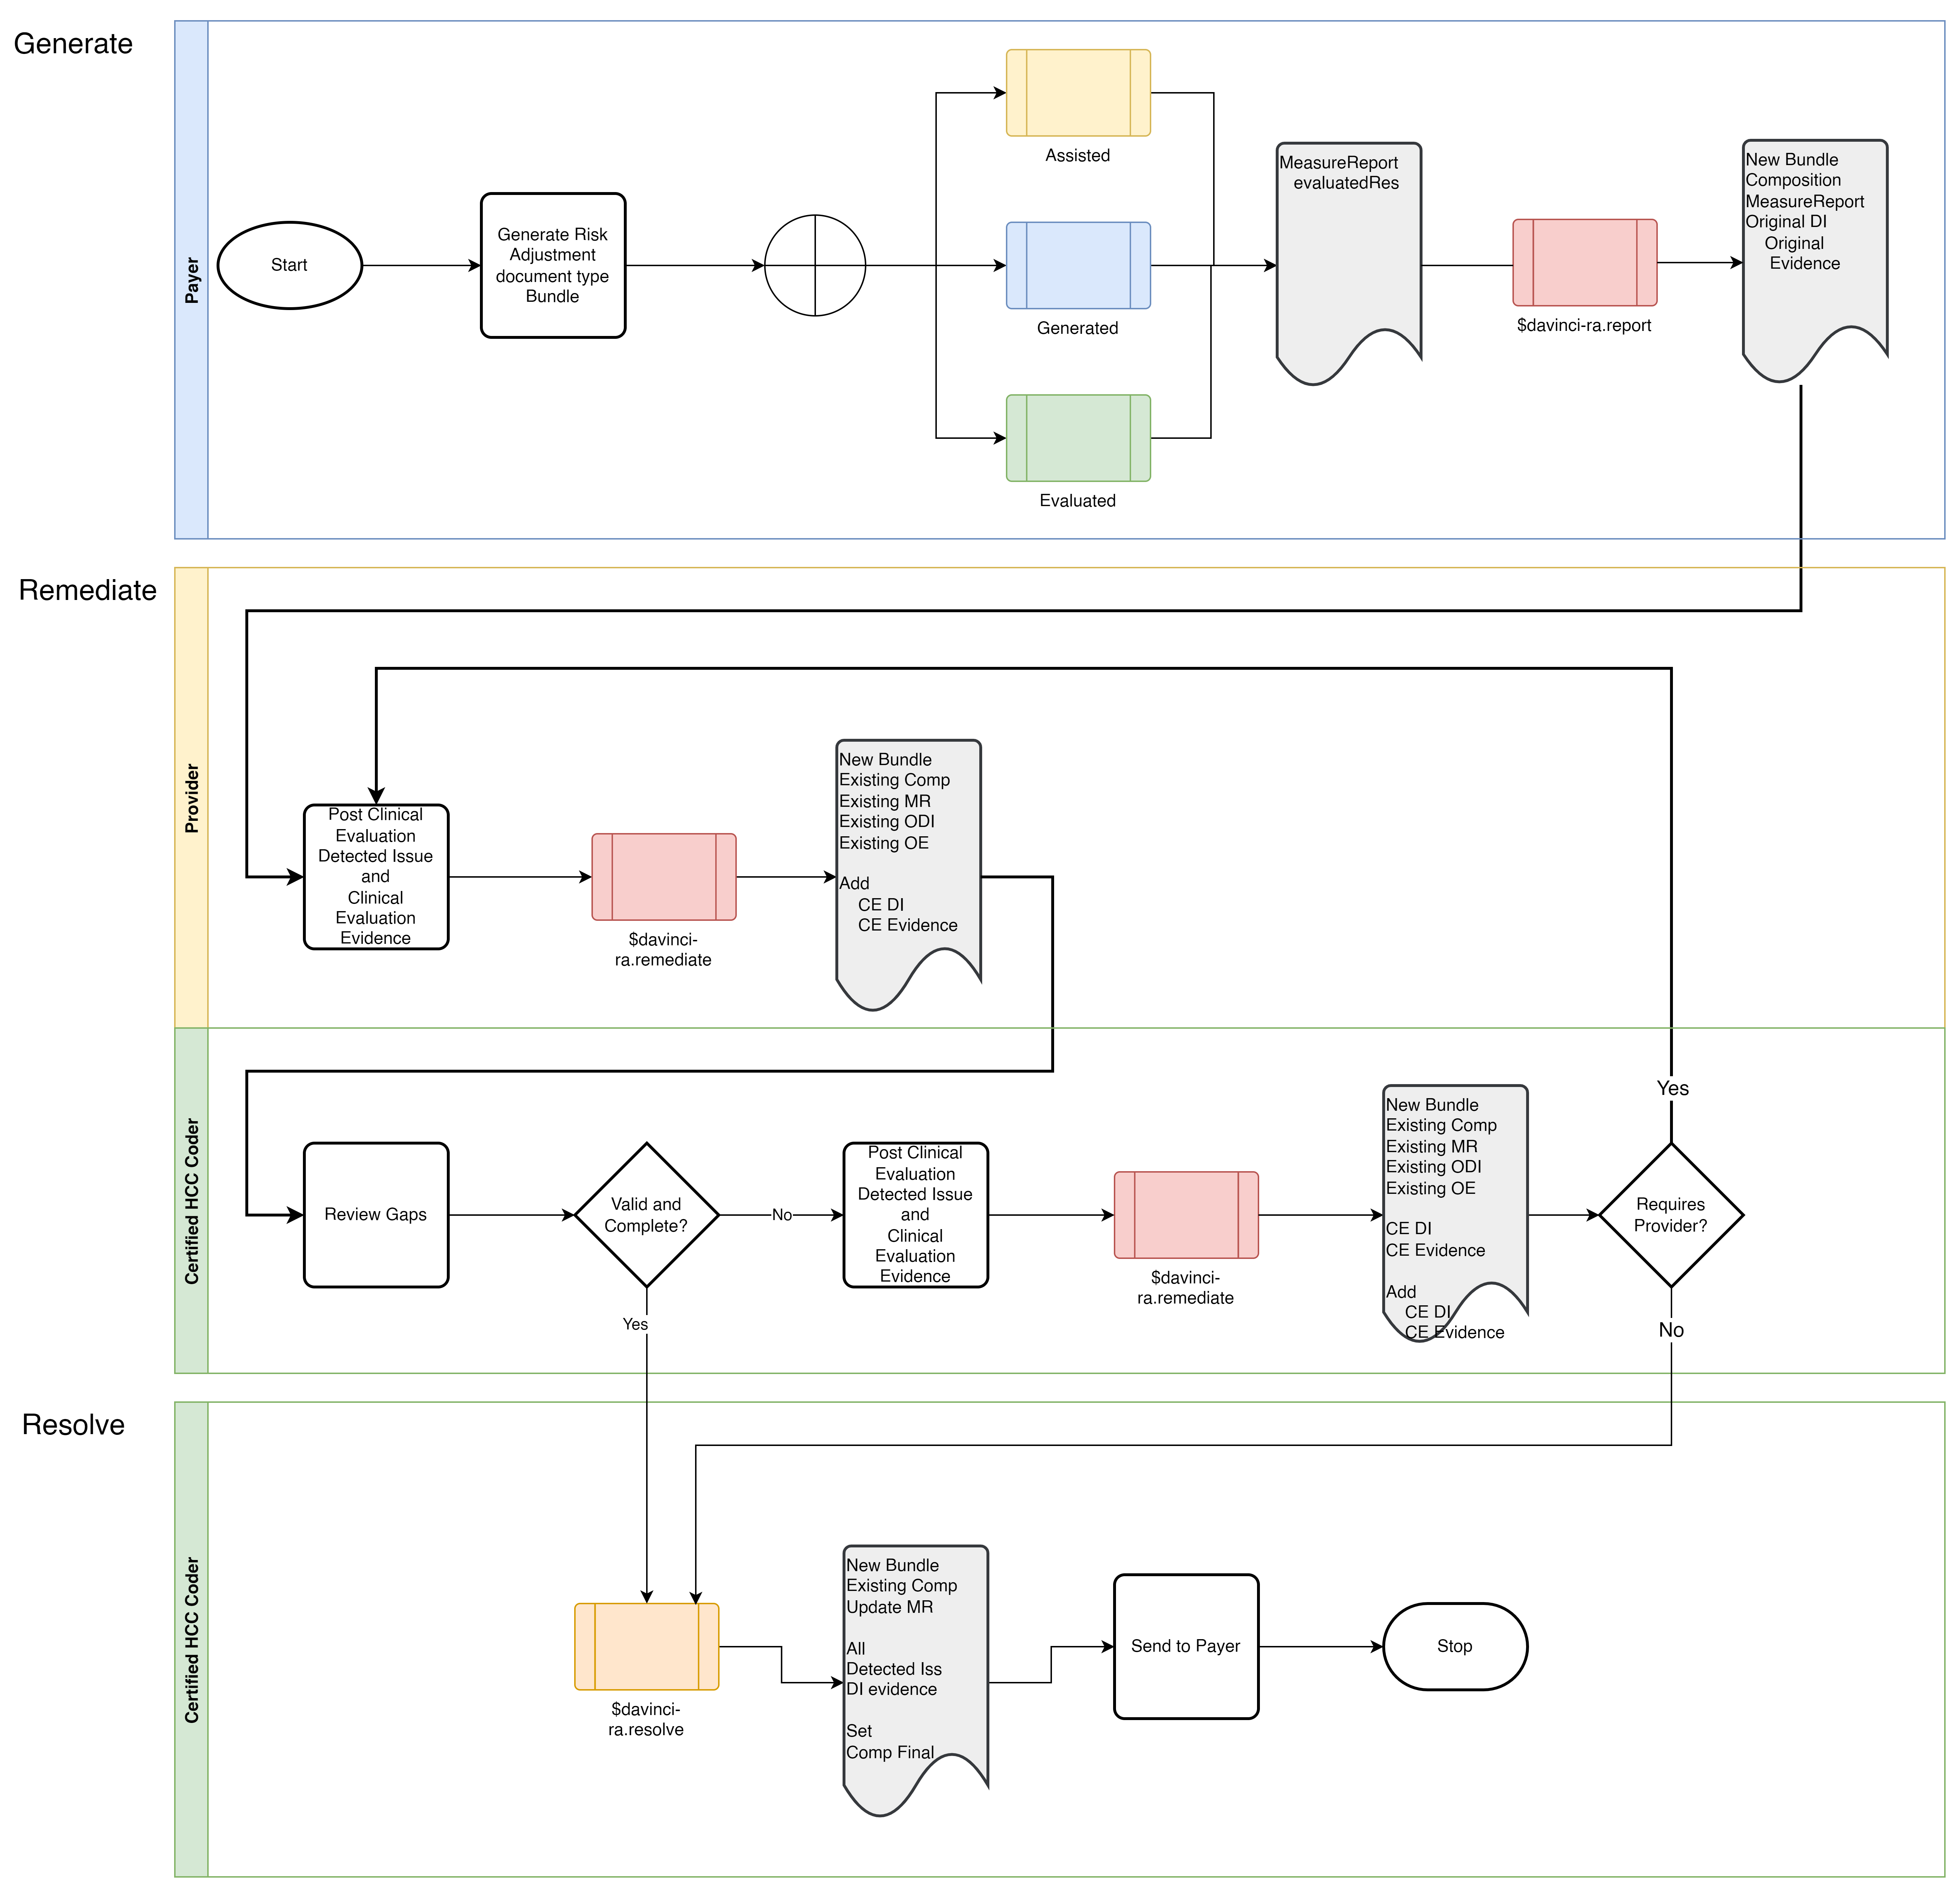 Generate
Payer
Start
Generate Risk
Adjustment
document type
Bundle
Assisted
Generated
Evaluated
MeasureReport
evaluatedRes
$davinci-ra.report
New Bundle
Composition
MeasureReport
Original DI
Original
Evidence
Remediate
Provider
Post Clinical
Evaluation
Detected Issue
and
Clinical
Evaluation
Evidence
$davinci-
ra.remediate
New Bundle
Existing Comp
Existing MR
Existing ODI
Existing OE
Add
CE DI
CE Evidence
Certified HCC Coder
Review Gaps
Valid and
Complete?
No
Yes
Post Clinical
Evaluation
Detected Issue
and
Clinical
Evaluation
Evidence
$davinci-
ra.remediate
New Bundle
Existing Comp
Existing MR
Existing ODI
Existing OE
CE DI
CE Evidence
Add
CE DI
CE Evidence
Yes
Requires
Provider?
No
Resolve
Certified HCC Coder
$davinci-
ra.resolve
New Bundle
Existing Comp
Update MR
All
Detected Iss
DI evidence
Set
Comp Final
Send to Payer
Stop